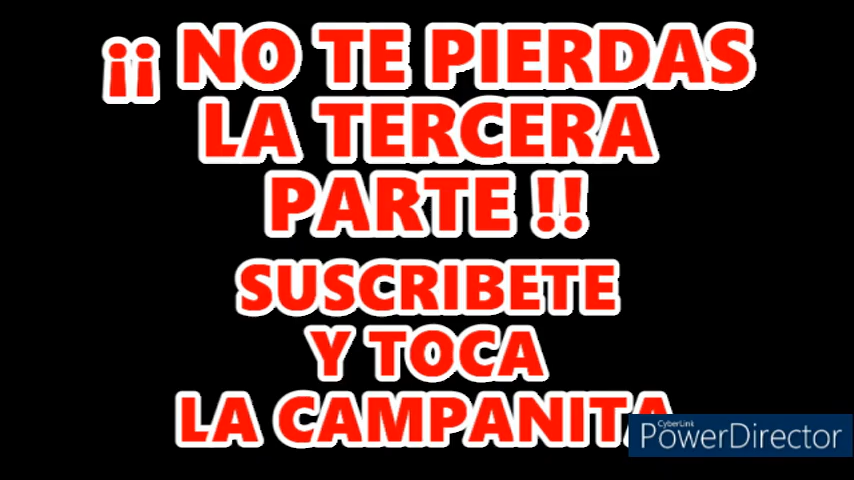 ¡¡ NO TE PIERDAS
LA TERCERA
PARTE !!
SUSCRIBETE
Y TOCA
LA CAMPANITA
CyberLink
PowerDirector